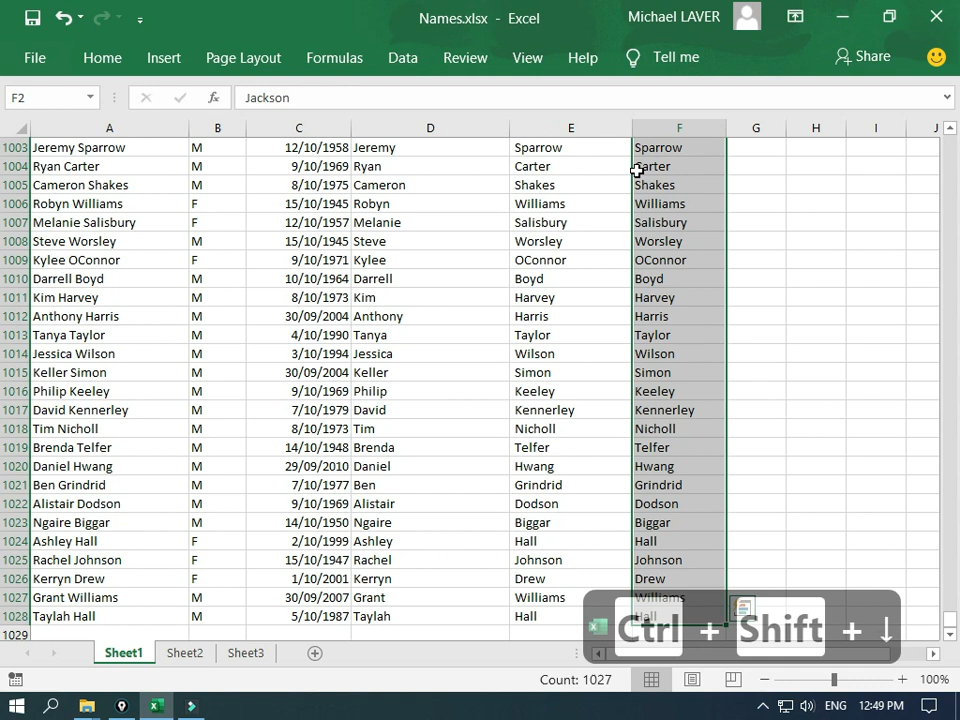 Names.xlsx - Excel
Michael LAVER
File Home Insert Page Layout Formulas Data Review View Help Tell me Share
F2 fx Jackson
A B C D E F G H I J
1003 Jeremy Sparrow M 12/10/1958 Jeremy Sparrow Sparrow
1004 Ryan Carter M 9/10/1969 Ryan Carter Carter
1005 Cameron Shakes M 8/10/1975 Cameron Shakes Shakes
1006 Robyn Williams F 15/10/1945 Robyn Williams Williams
1007 Melanie Salisbury F 12/10/1957 Melanie Salisbury Salisbury
1008 Steve Worsley M 15/10/1945 Steve Worsley Worsley
1009 Kylee OConnor F 9/10/1971 Kylee OConnor OConnor
1010 Darrell Boyd M 10/10/1964 Darrell Boyd Boyd
1011 Kim Harvey M 8/10/1973 Kim Harvey Harvey
1012 Anthony Harris M 30/09/2004 Anthony Harris Harris
1013 Tanya Taylor M 4/10/1990 Tanya Taylor Taylor
1014 Jessica Wilson M 3/10/1994 Jessica Wilson Wilson
1015 Keller Simon M 30/09/2004 Keller Simon Simon
1016 Philip Keeley M 9/10/1969 Philip Keeley Keeley
1017 David Kennerley M 7/10/1979 David Kennerley Kennerley
1018 Tim Nicholl M 8/10/1973 Tim Nicholl Nicholl
1019 Brenda Telfer M 14/10/1948 Brenda Telfer Telfer
1020 Daniel Hwang M 29/09/2010 Daniel Hwang Hwang
1021 Ben Grindrid M 7/10/1977 Ben Grindrid Grindrid
1022 Alistair Dodson M 9/10/1969 Alistair Dodson Dodson
1023 Ngaire Biggar M 14/10/1950 Ngaire Biggar Biggar
1024 Ashley Hall F 2/10/1999 Ashley Hall Hall
1025 Rachel Johnson F 15/10/1947 Rachel Johnson Johnson
1026 Kerryn Drew F 1/10/2001 Kerryn Drew Drew
1027 Grant Williams M 30/09/2007 Grant Williams Williams
1028 Taylah Hall M 5/10/1987 Taylah Hall Hall
1029
Ctrl + Shift + ↓
Sheet1 Sheet2 Sheet3
Count: 1027 100%
ENG 12:49 PM